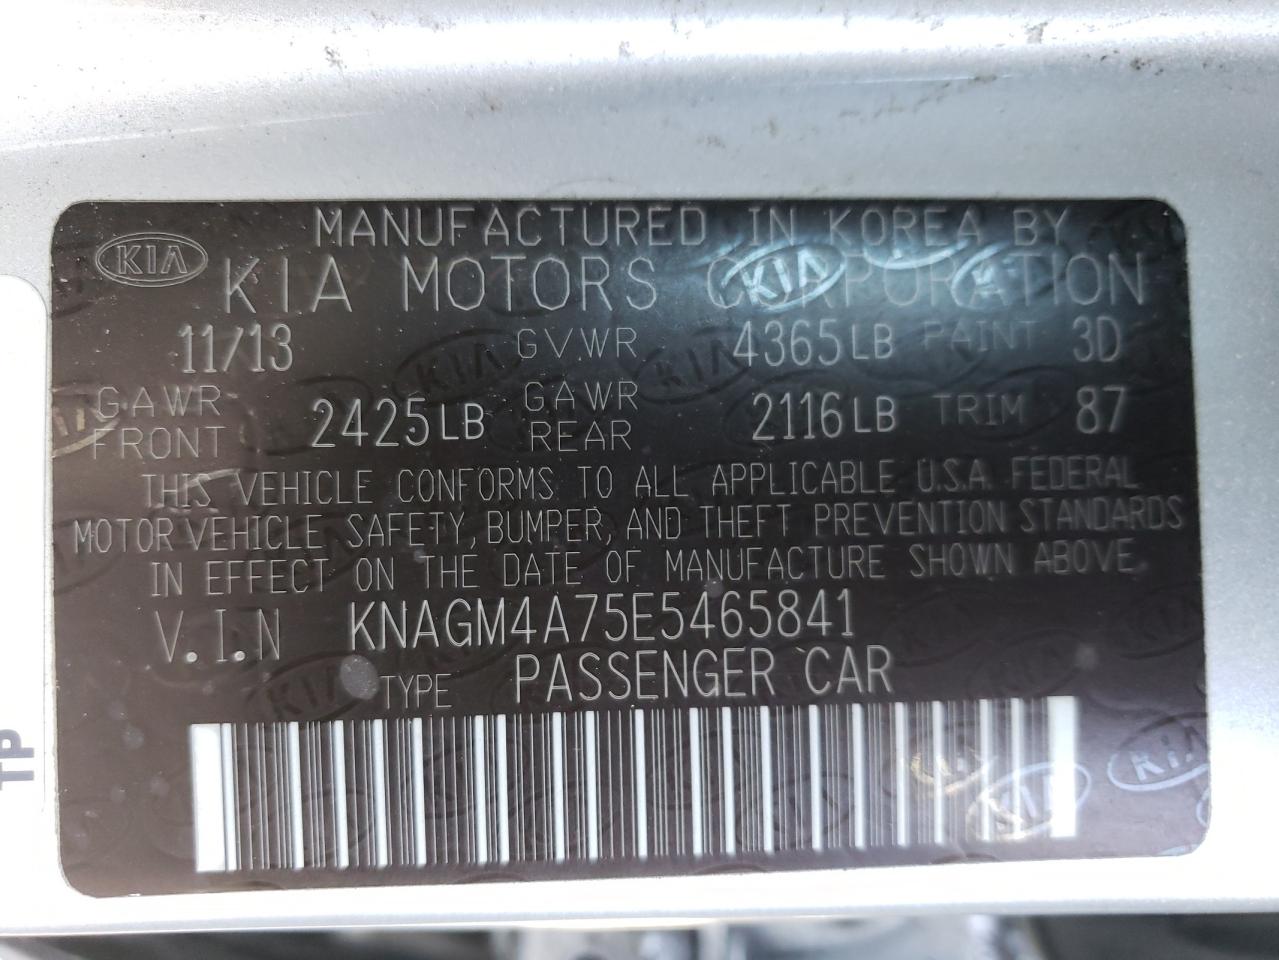 MANUFACTURED IN KOREA BY
KIA KIA MOTORS CORPORATION
11/13 GVWR 4365LB PAINT 3D
GAWR FRONT 2425LB GAWR REAR 2116LB TRIM 87
THIS VEHICLE CONFORMS TO ALL APPLICABLE U.S.A. FEDERAL
MOTOR VEHICLE SAFETY, BUMPER, AND THEFT PREVENTION STANDARDS
IN EFFECT ON THE DATE OF MANUFACTURE SHOWN ABOVE.
V.I.N KNAGM4A75E5465841
TYPE PASSENGER CAR
TP